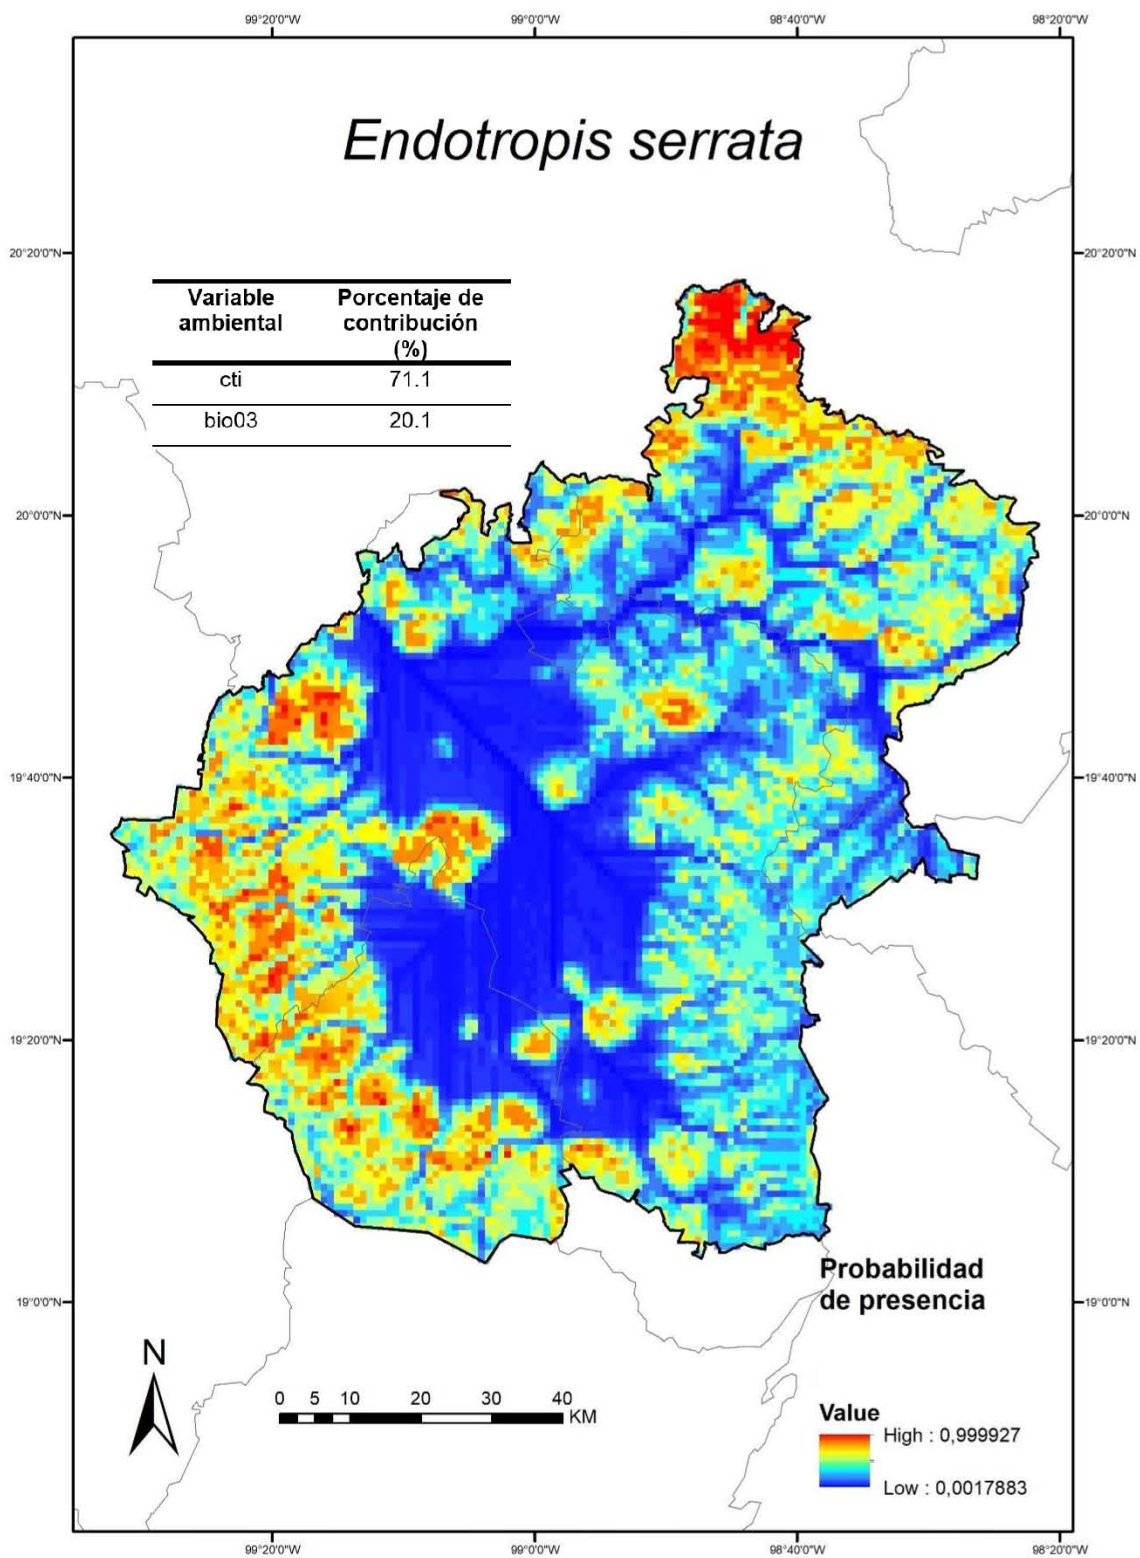 99°20'0"W 99°0'0"W 98°40'0"W 98°20'0"W
Endotropis serrata
20°20'0"N 20°20'0"N
Variable ambiental Porcentaje de contribución (%)
cti 71.1
bio03 20.1
20°0'0"N 20°0'0"N
19°40'0"N 19°40'0"N
19°20'0"N 19°20'0"N
19°0'0"N 19°0'0"N
Probabilidad
de presencia
N
0 5 10 20 30 40
KM
Value
High : 0,999927
Low : 0,0017883
99°20'0"W 99°0'0"W 98°40'0"W 98°20'0"W